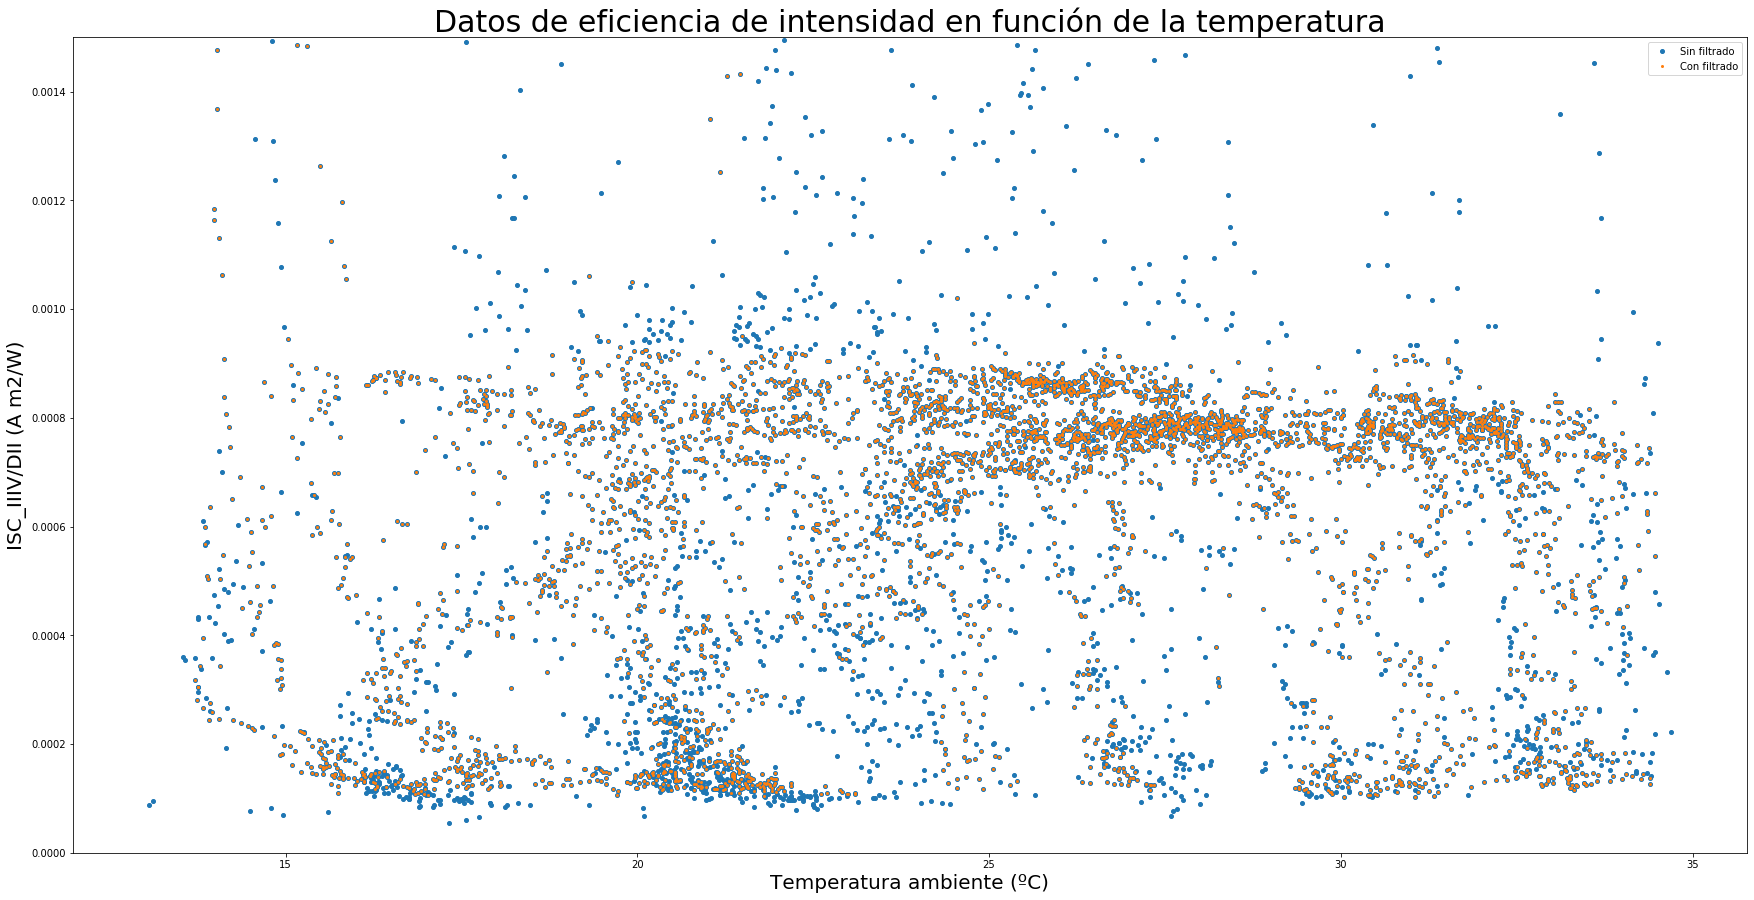 Datos de eficiencia de intensidad en función de la temperatura
Sin filtrado
Con filtrado
ISC_IIIV/DII (A m2/W)
0.0014
0.0012
0.0010
0.0008
0.0006
0.0004
0.0002
0.0000
15
20
25
30
35
Temperatura ambiente (ºC)